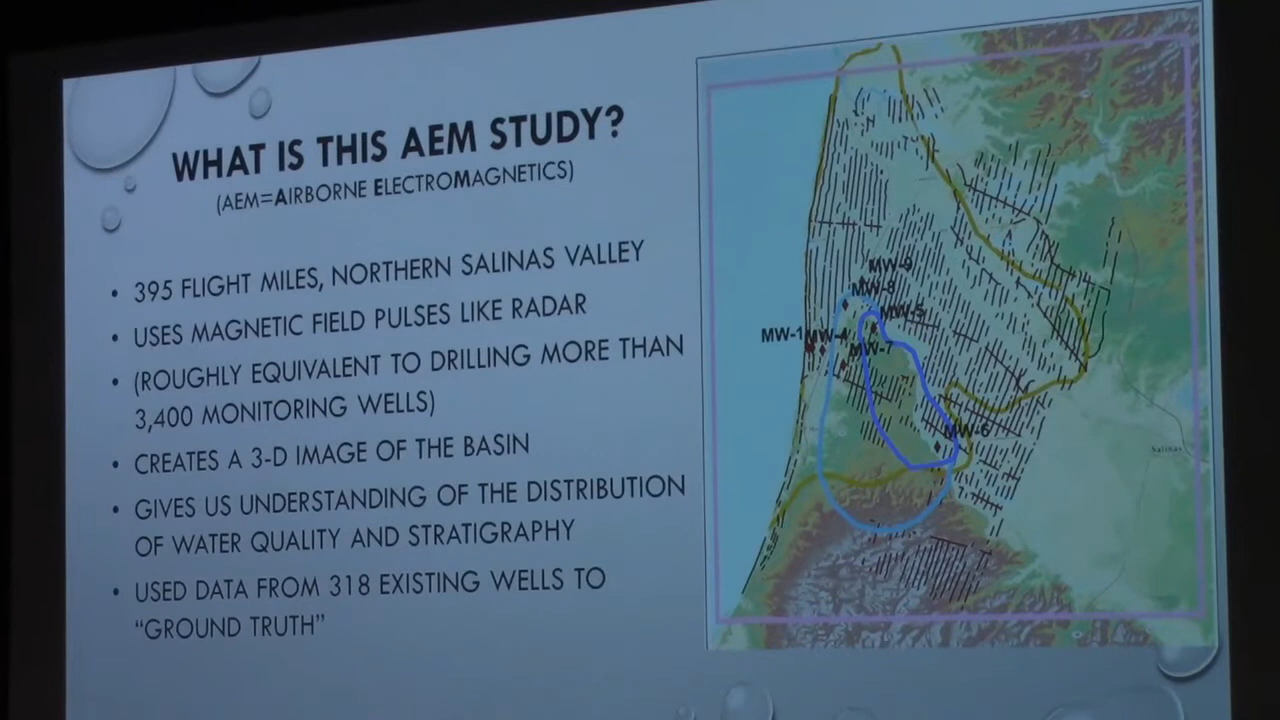 WHAT IS THIS AEM STUDY?
(AEM=AIRBORNE ELECTROMAGNETICS)
• 395 FLIGHT MILES, NORTHERN SALINAS VALLEY
• USES MAGNETIC FIELD PULSES LIKE RADAR
• (ROUGHLY EQUIVALENT TO DRILLING MORE THAN
3,400 MONITORING WELLS)
• CREATES A 3-D IMAGE OF THE BASIN
• GIVES US UNDERSTANDING OF THE DISTRIBUTION
OF WATER QUALITY AND STRATIGRAPHY
• USED DATA FROM 318 EXISTING WELLS TO
“GROUND TRUTH”
MW-9
MW-8
MW-5
MW-1 MW-4
MW-7
MW-6
Salinas